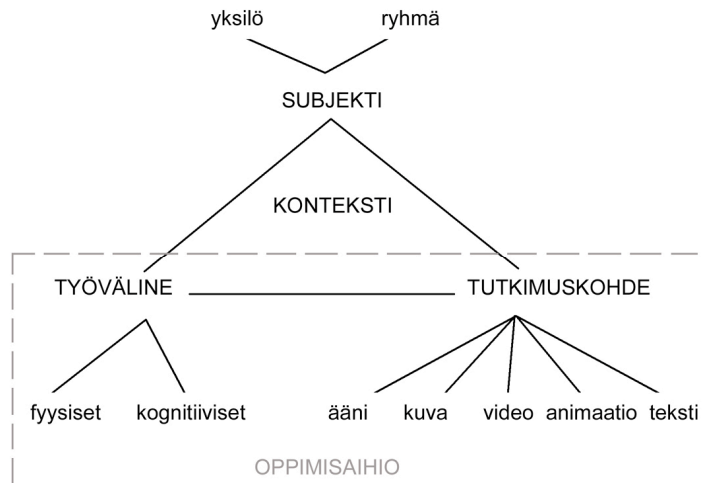 yksilö ryhmä
SUBJEKTI
KONTEKSTI
TYÖVÄLINE TUTKIMUSKOHDE
fyysiset kognitiiviset ääni kuva video animaatio teksti
OPPIMISAIHIO